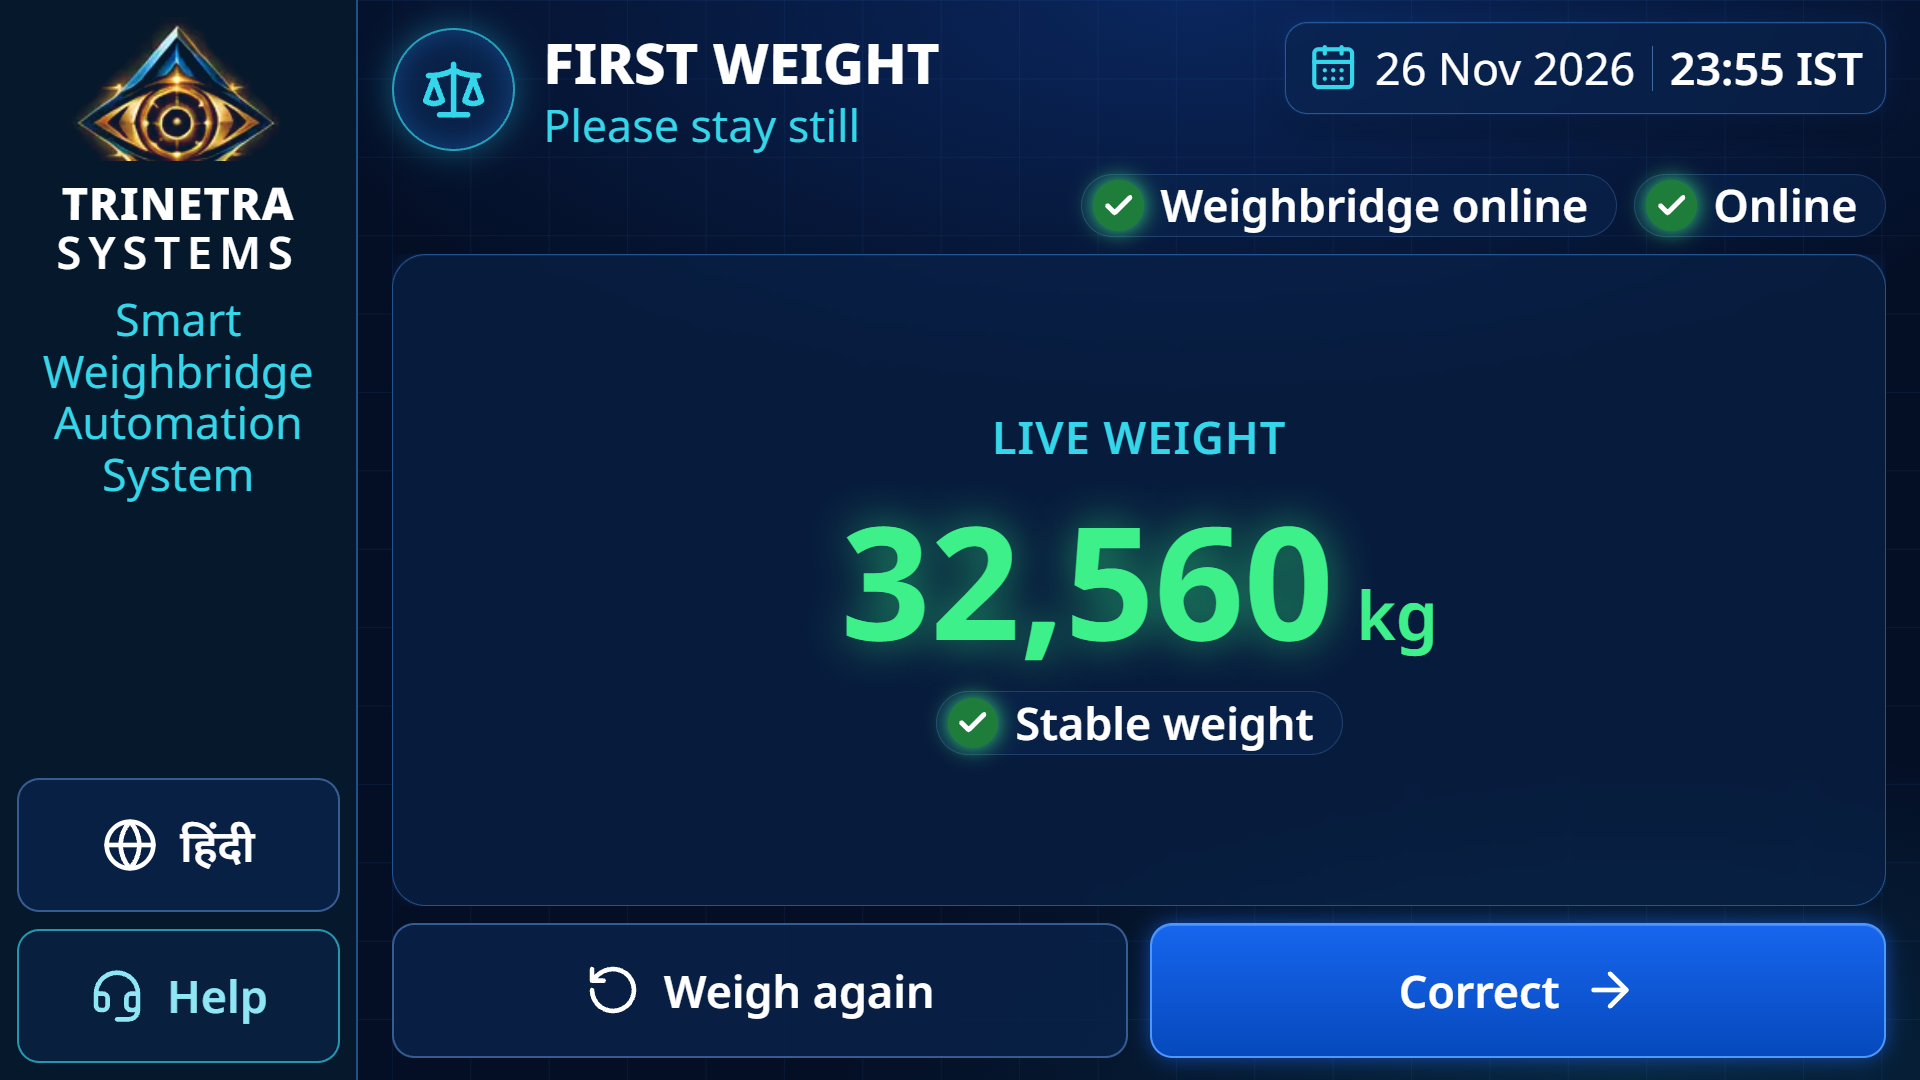 TRINETRA
SYSTEMS
Smart
Weighbridge
Automation
System
हिंदी
Help
FIRST WEIGHT
Please stay still
26 Nov 2026 | 23:55 IST
Weighbridge online
Online
LIVE WEIGHT
32,560 kg
Stable weight
Weigh again
Correct